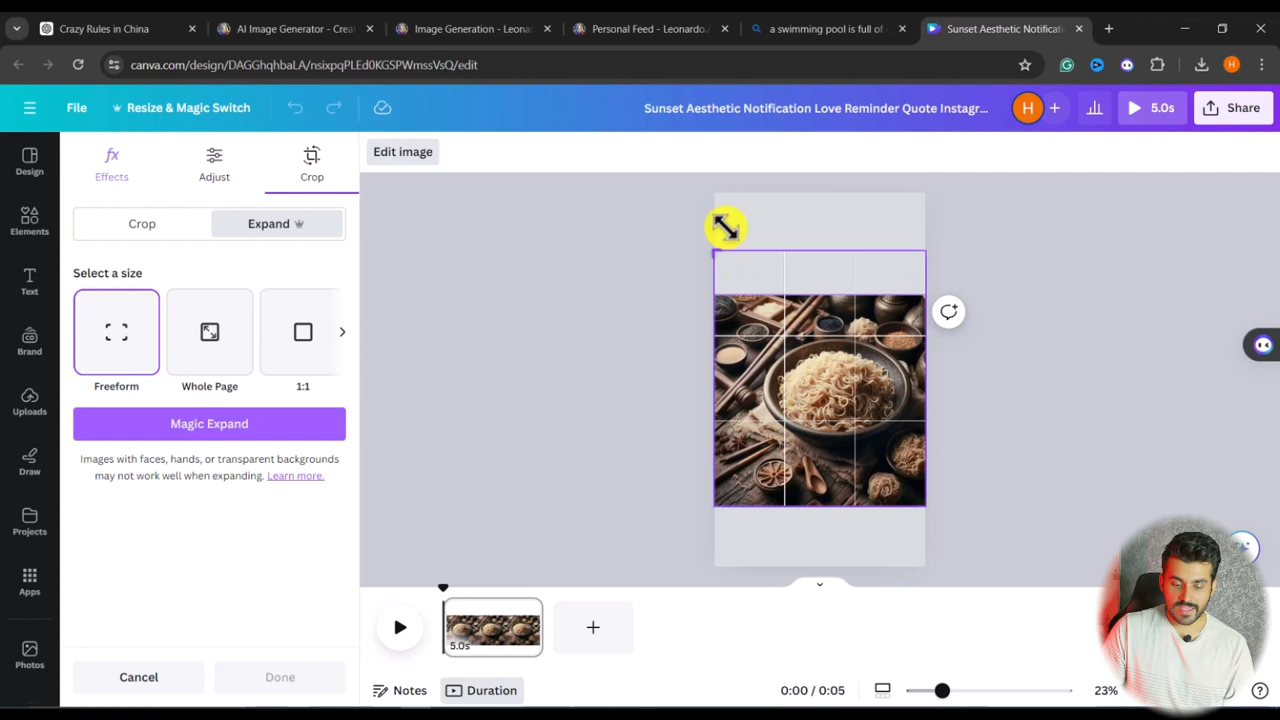 Crazy Rules in China
AI Image Generator - Crea
Image Generation - Leona
Personal Feed - Leonardo.
a swimming pool is full of
Sunset Aesthetic Notification
canva.com/design/DAGGhqhbaLA/nsixpqPLEd0KGSPWmssVsQ/edit
H
File
Resize & Magic Switch
Sunset Aesthetic Notification Love Reminder Quote Instagr...
H
5.0s
Share
Design
Elements
Text
Brand
Uploads
Draw
Projects
Apps
Photos
fx
Effects
Adjust
Crop
Edit image
Crop
Expand
Select a size
Freeform
Whole Page
1:1
Magic Expand
Images with faces, hands, or transparent backgrounds
may not work well when expanding. Learn more.
Cancel
Done
5.0s
Notes
Duration
0:00 / 0:05
23%